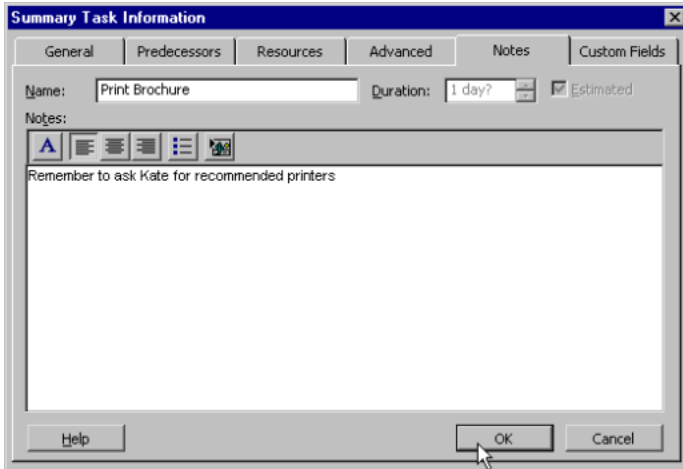 Summary Task Information
General Predecessors Resources Advanced Notes Custom Fields
Name: Print Brochure Duration: 1 day? Estimated
Notes:
A
Remember to ask Kate for recommended printers
Help OK Cancel